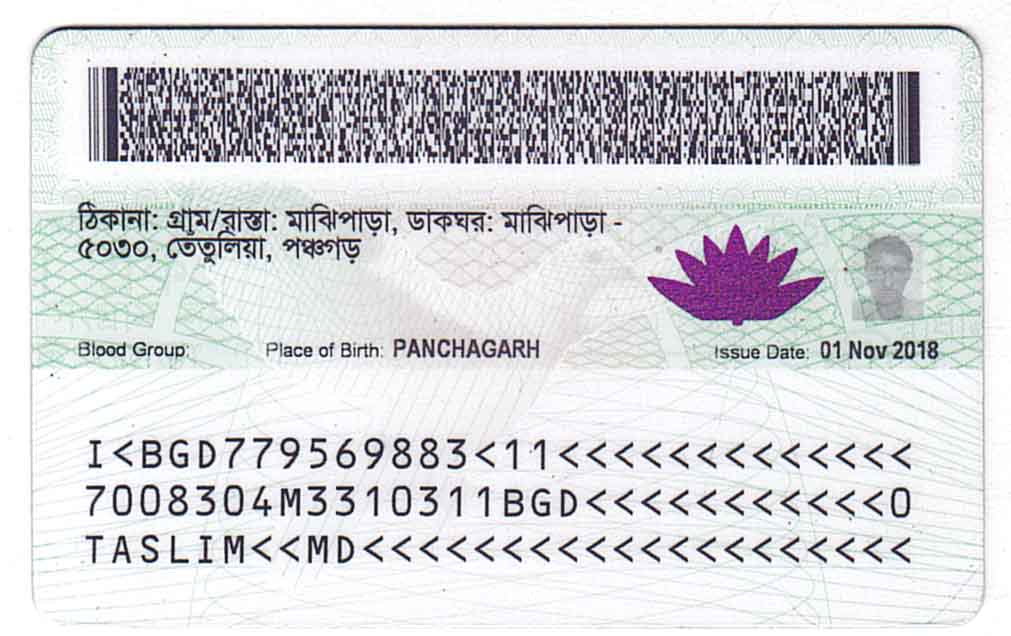 ঠিকানা: গ্রাম/রাস্তা: মাঝিপাড়া, ডাকঘর: মাঝিপাড়া -
৫০৩০, তেতুলিয়া, পঞ্চগড়
Blood Group: Place of Birth: PANCHAGARH Issue Date: 01 Nov 2018
I<BGD779569883<11<<<<<<<<<<<<<
7008304M3310311BGD<<<<<<<<<<<0
TASLIM<<MD<<<<<<<<<<<<<<<<<<<<